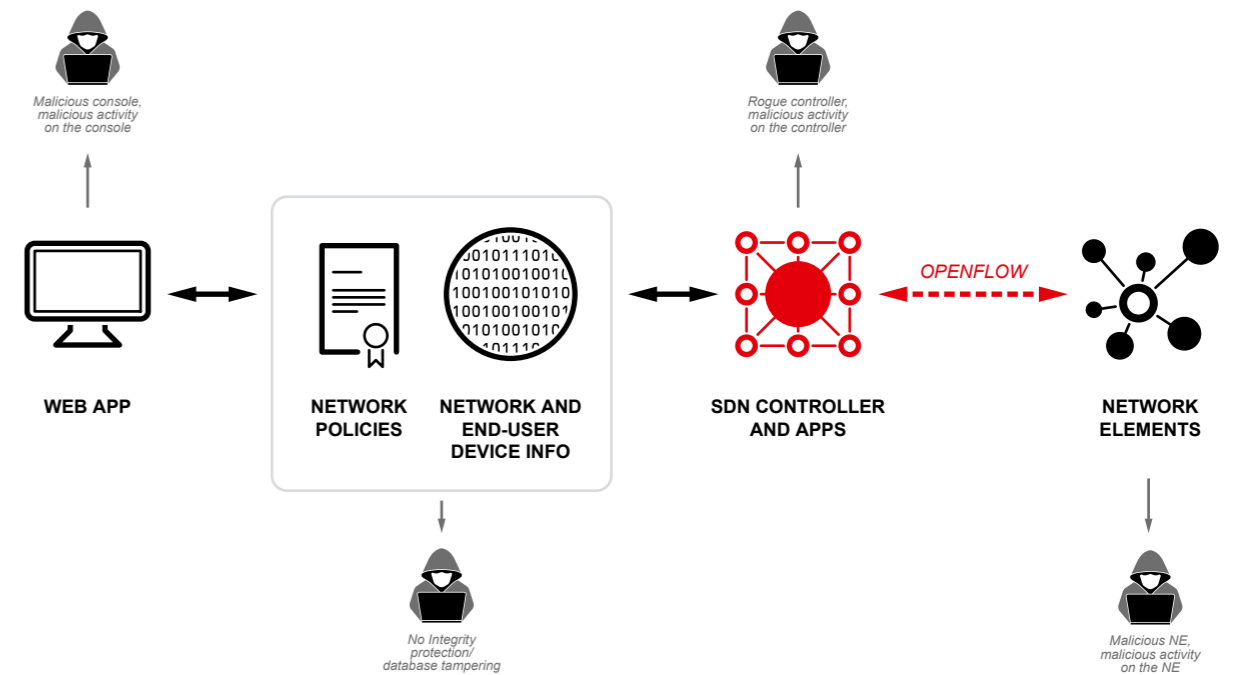 Malicious console,
malicious activity
on the console
Rogue controller,
malicious activity
on the controller
OPENFLOW
WEB APP
NETWORK
POLICIES
NETWORK AND
END-USER
DEVICE INFO
SDN CONTROLLER
AND APPS
NETWORK
ELEMENTS
No Integrity
protection/
database tampering
Malicious NE,
malicious activity
on the NE